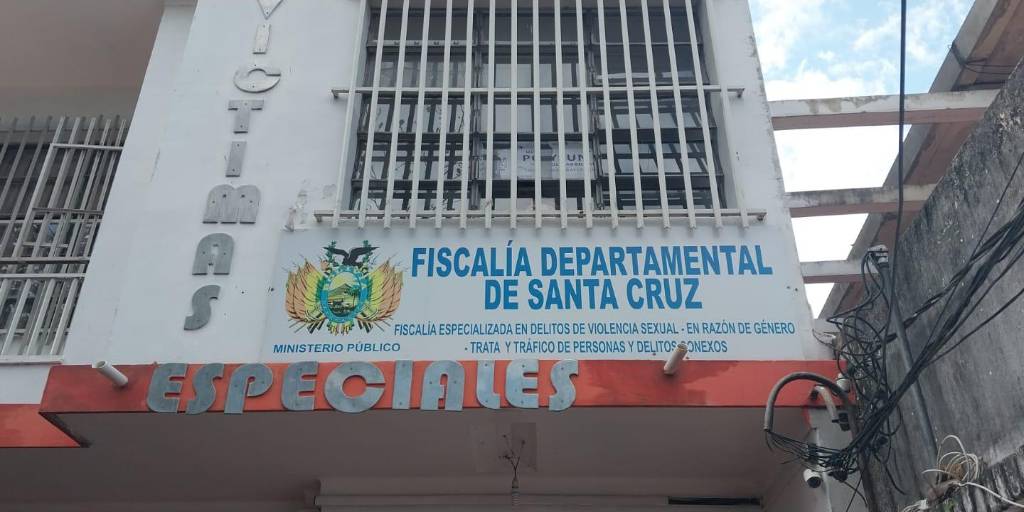 VICTIMAS
FISCALÍA DEPARTAMENTAL
DE SANTA CRUZ
FISCALÍA ESPECIALIZADA EN DELITOS DE VIOLENCIA SEXUAL - EN RAZÓN DE GÉNERO
MINISTERIO PÚBLICO
- TRATA Y TRÁFICO DE PERSONAS Y DELITOS CONEXOS
ESPECIALES